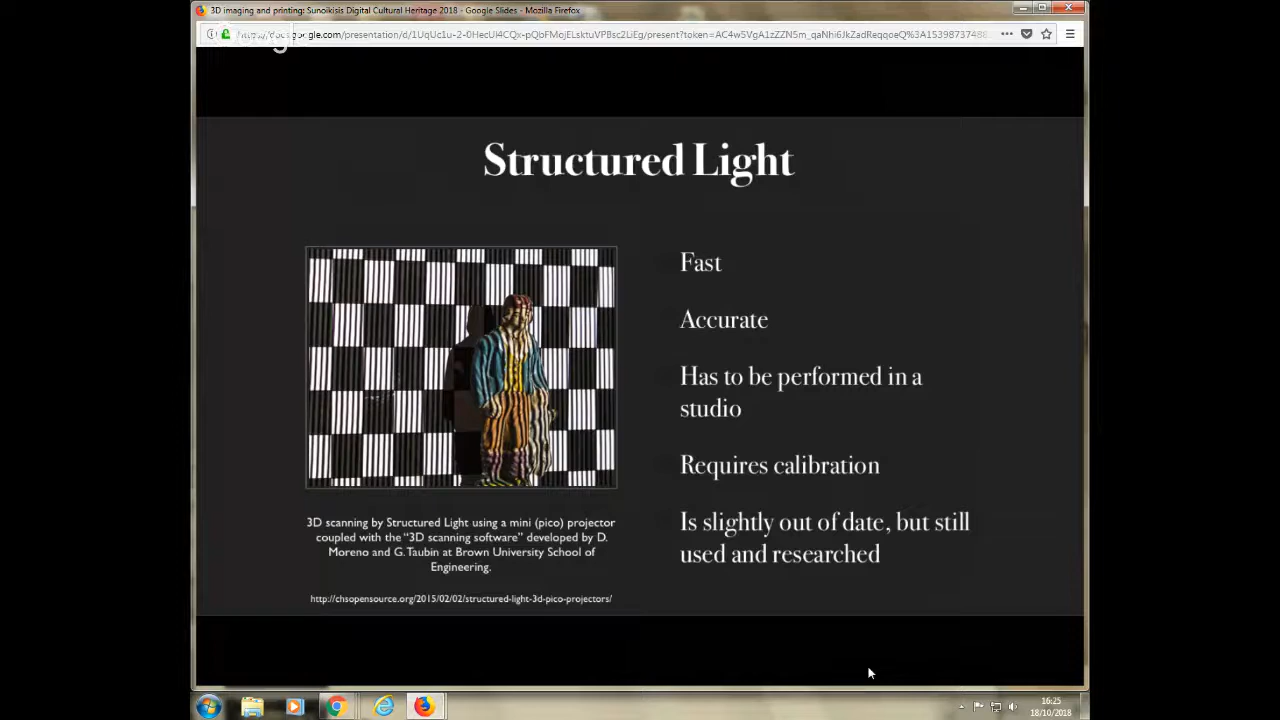 3D imaging and printing: Sunoikisis Digital Cultural Heritage 2018 - Google Slides - Mozilla Firefox
Google
Structured Light
Fast
Accurate
Has to be performed in a
studio
Requires calibration
Is slightly out of date, but still
used and researched
3D scanning by Structured Light using a mini (pico) projector
coupled with the “3D scanning software” developed by D.
Moreno and G. Taubin at Brown University School of
Engineering.
http://chsopensource.org/2015/02/02/structured-light-3d-pico-projectors/
16:25
18/10/2018